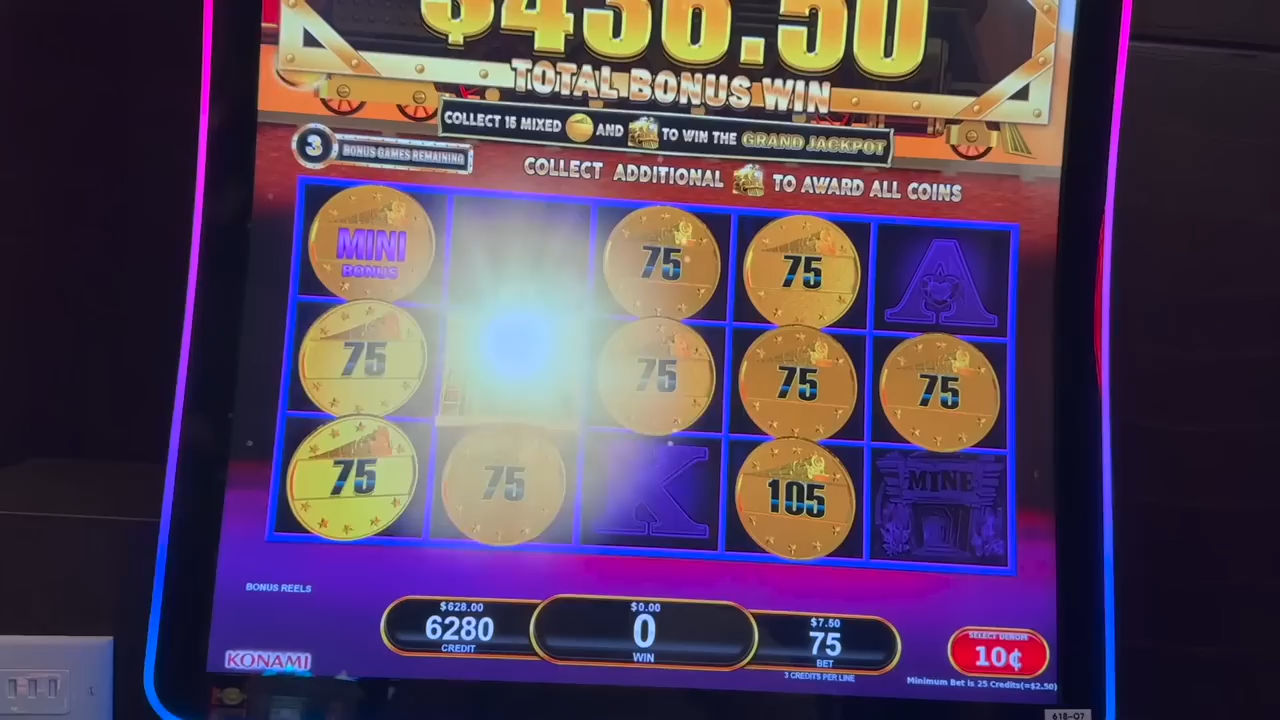 $436.50
TOTAL BONUS WIN
COLLECT 15 MIXED AND TO WIN THE GRAND JACKPOT
3 BONUS GAMES REMAINING
COLLECT ADDITIONAL TO AWARD ALL COINS
MINI BONUS
75
75
A
75
75
75
75
75
75
K
105
MINE
BONUS REELS
$628.00
6280
CREDIT
$0.00
0
WIN
$7.50
75
BET
3 CREDITS PER LINE
SELECT DENOM
10¢
Minimum Bet is 25 Credits(=$2.50)
KONAMI
618-07